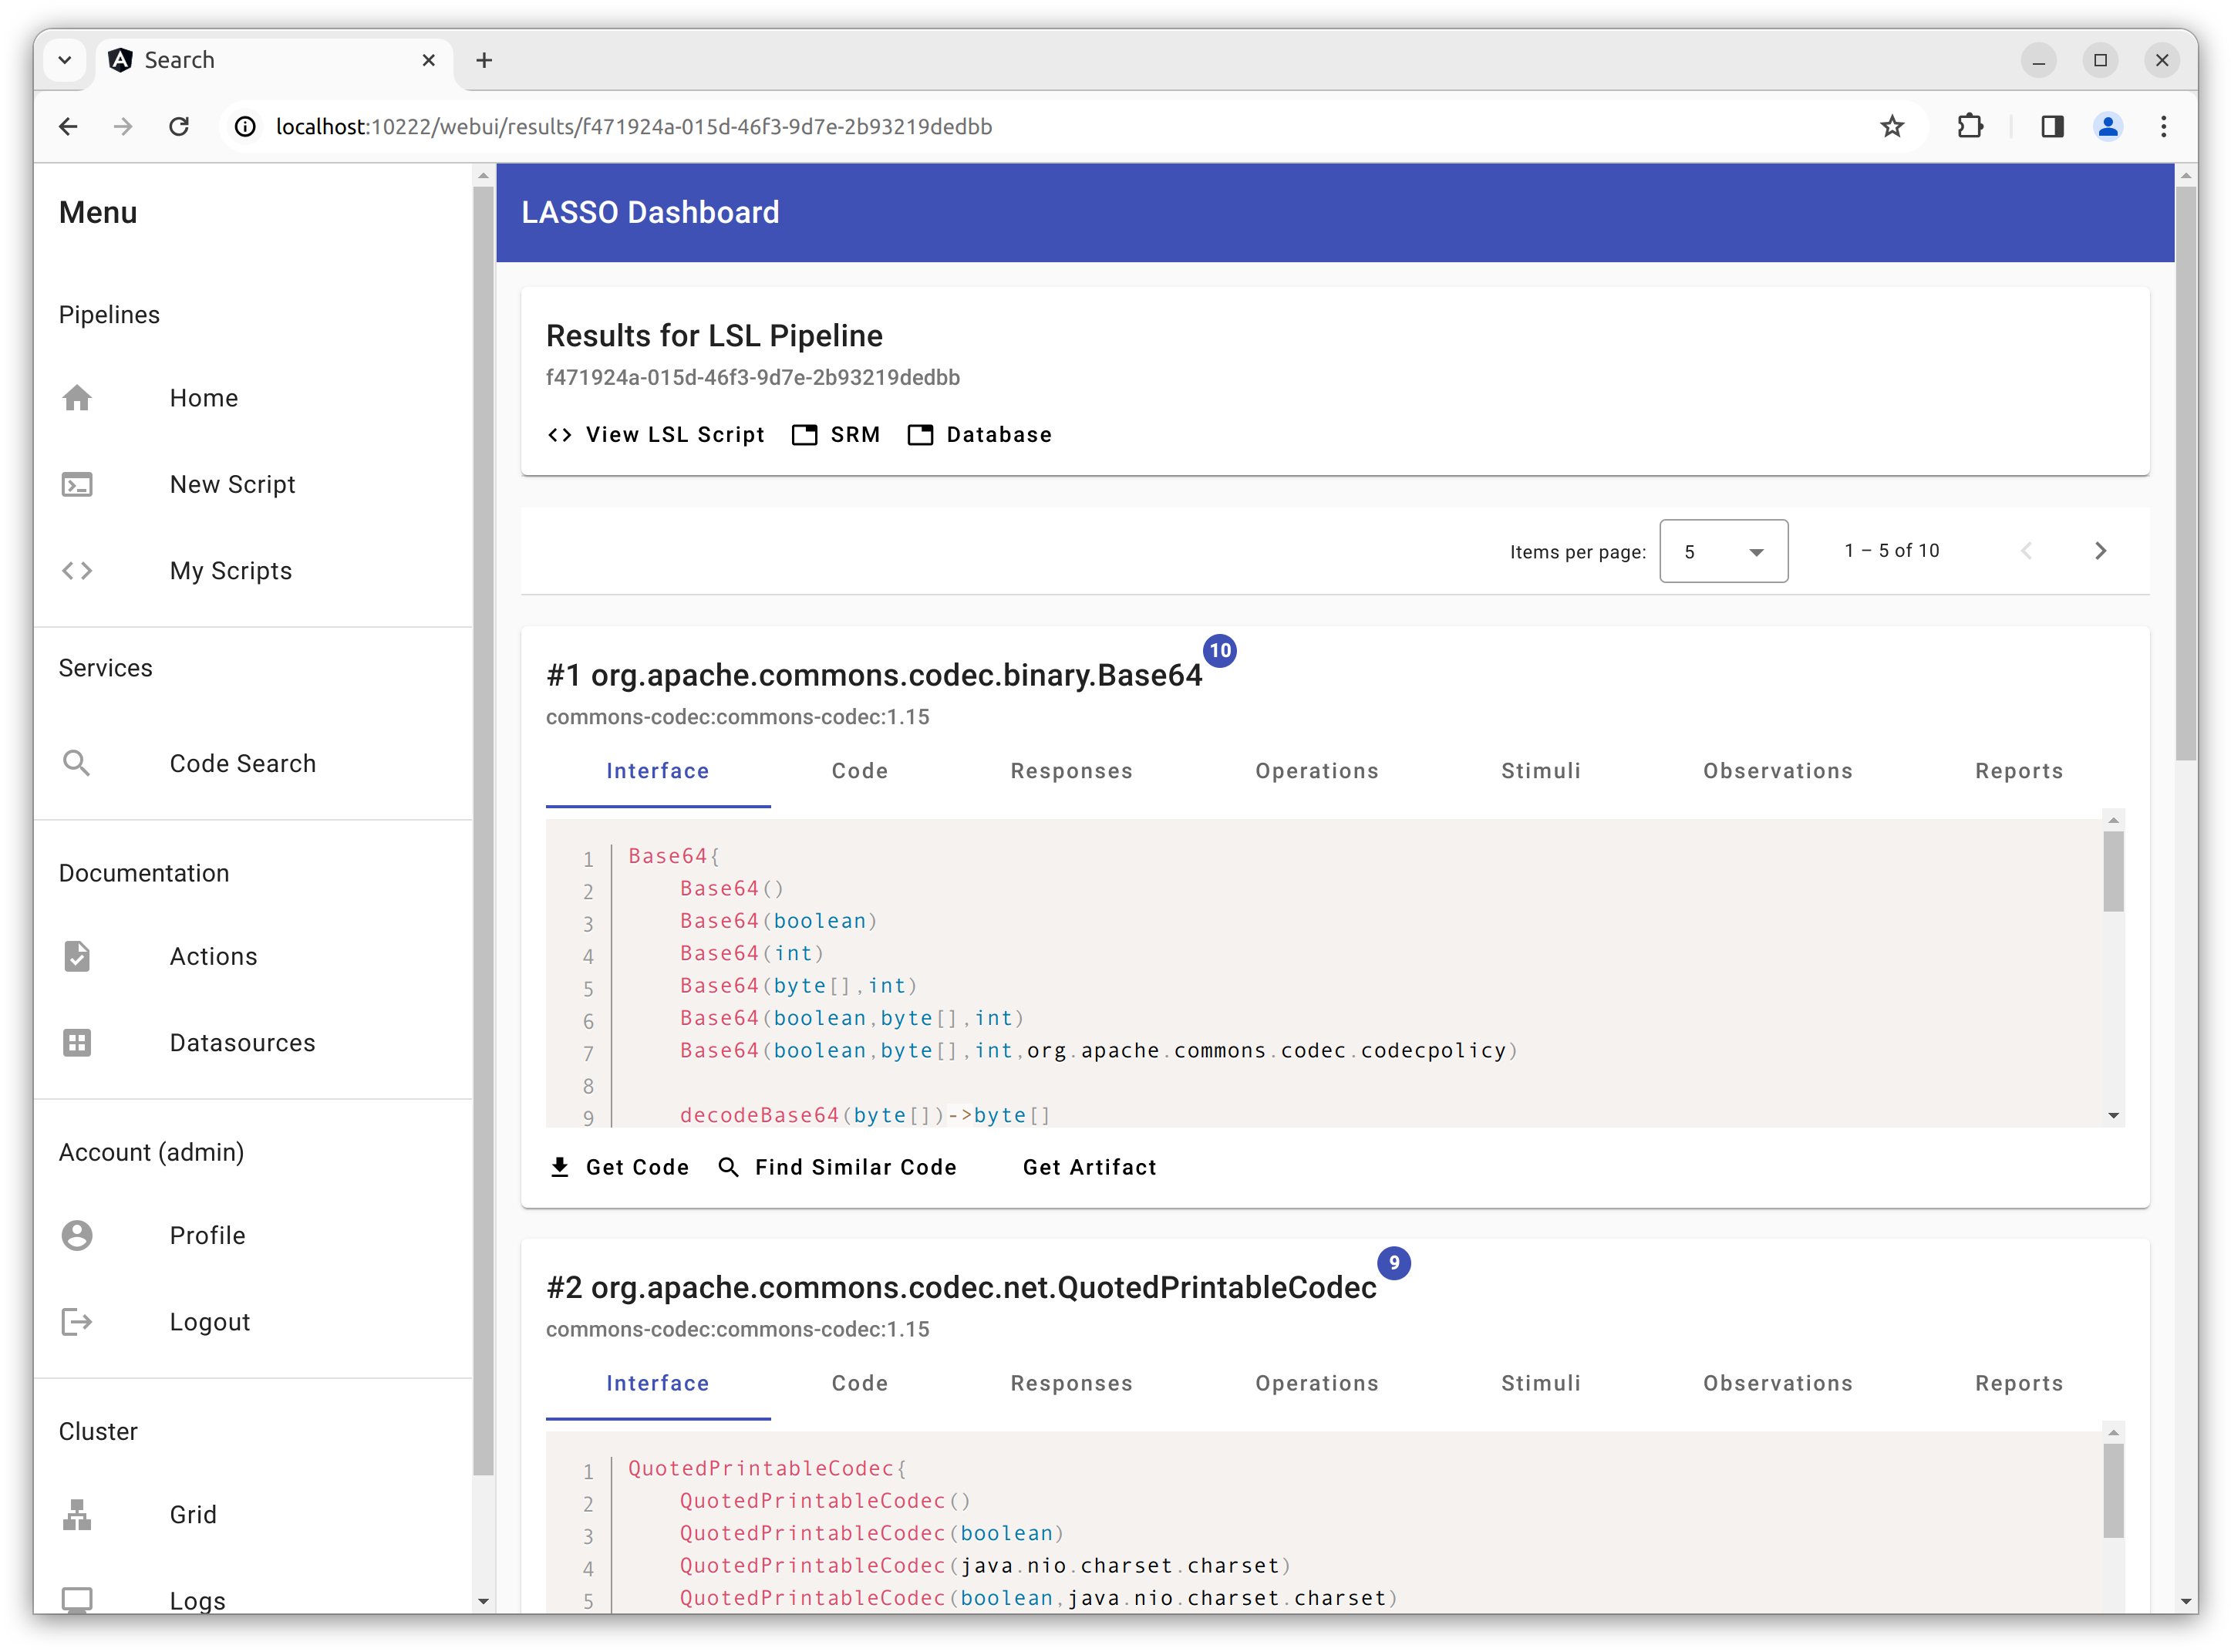 Search
localhost:10222/webui/results/f471924a-015d-46f3-9d7e-2b93219dedbb
Menu
Pipelines
Home
New Script
My Scripts
Services
Code Search
Documentation
Actions
Datasources
Account (admin)
Profile
Logout
Cluster
Grid
Logs
LASSO Dashboard
Results for LSL Pipeline
f471924a-015d-46f3-9d7e-2b93219dedbb
View LSL Script SRM Database
Items per page: 5 1 – 5 of 10
#1 org.apache.commons.codec.binary.Base64 10
commons-codec:commons-codec:1.15
Interface Code Responses Operations Stimuli Observations Reports
1 Base64{
2 Base64()
3 Base64(boolean)
4 Base64(int)
5 Base64(byte[],int)
6 Base64(boolean,byte[],int)
7 Base64(boolean,byte[],int,org.apache.commons.codec.codecpolicy)
8
9 decodeBase64(byte[])->byte[]
Get Code Find Similar Code Get Artifact
#2 org.apache.commons.codec.net.QuotedPrintableCodec 9
commons-codec:commons-codec:1.15
Interface Code Responses Operations Stimuli Observations Reports
1 QuotedPrintableCodec{
2 QuotedPrintableCodec()
3 QuotedPrintableCodec(boolean)
4 QuotedPrintableCodec(java.nio.charset.charset)
5 QuotedPrintableCodec(boolean,java.nio.charset.charset)